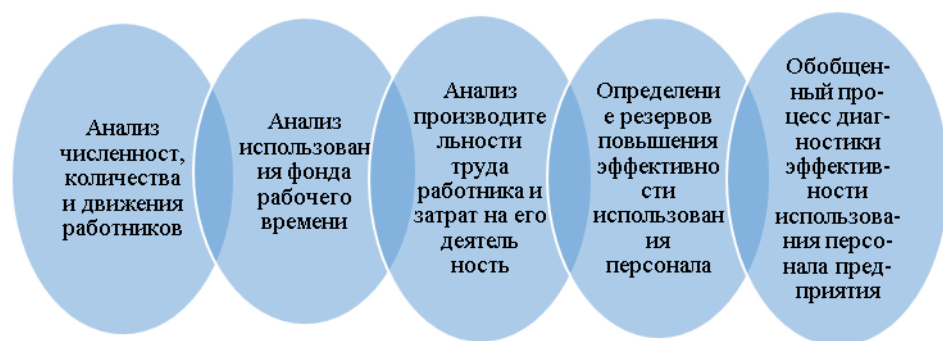 Анализ
численност,
количества
и движения
работников
Анализ
использован
ия фонда
рабочего
времени
Анализ
производите
льности
труда
работника и
затрат на его
деятель
ность
Определени
е резервов
повышения
эффективно
сти
использован
ия
персонала
Обобщен-
ный про-
цесс диаг-
ностики
эффектив-
ности
использова-
ния персо-
нала пред-
приятия